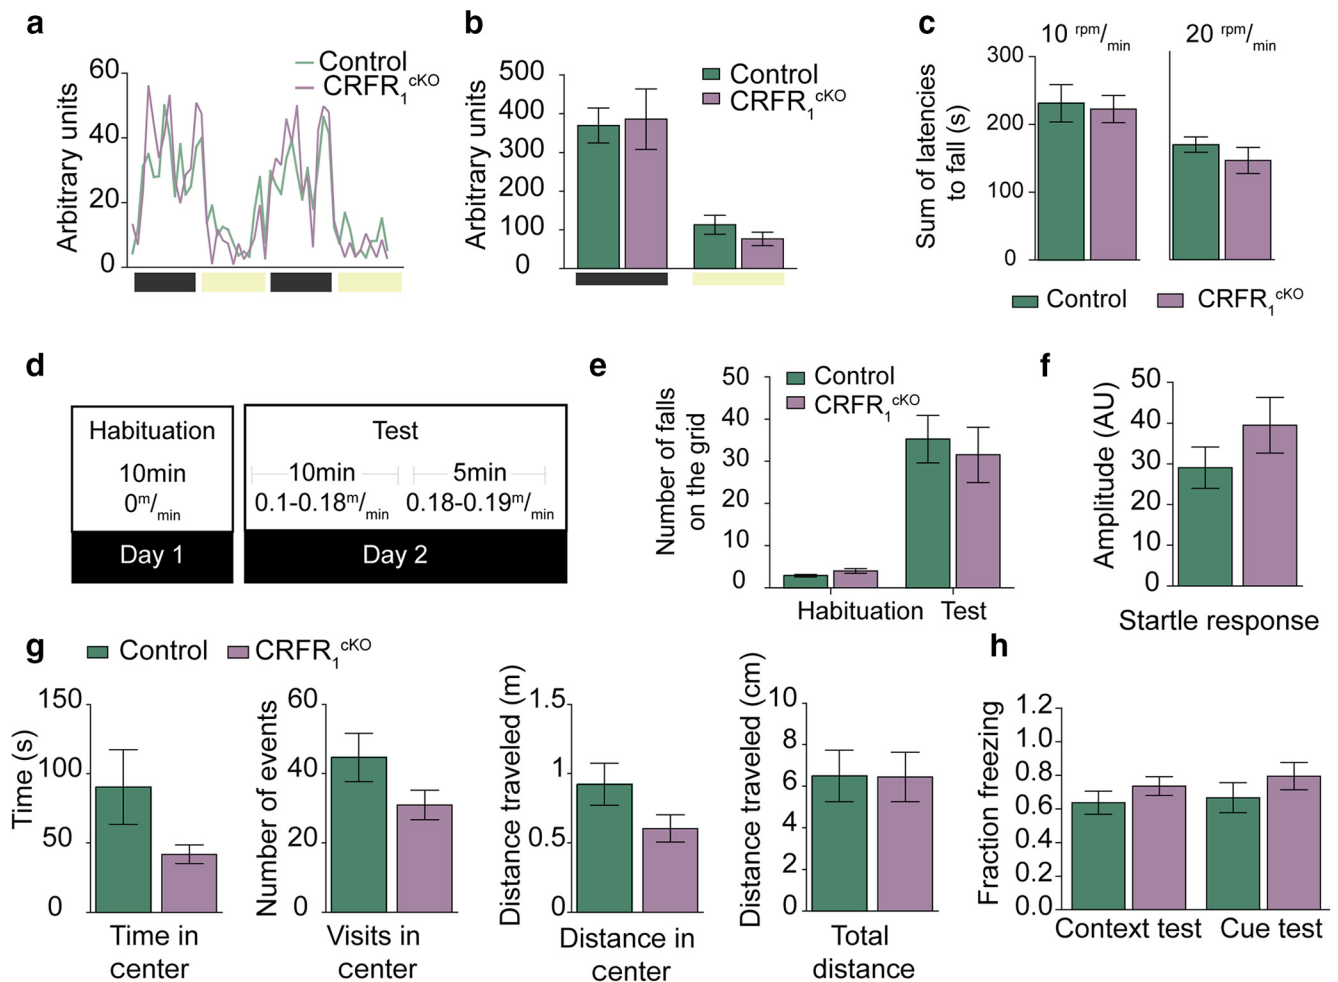 a
Control
CRFR1cKO
Arbitrary units
60
40
20
0
b
Control
CRFR1cKO
Arbitrary units
500
400
300
200
100
0
c
10 rpm/min
20 rpm/min
Sum of latencies
to fall (s)
300
200
100
0
Control
CRFR1cKO
d
Habituation
10min
0m/min
Day 1
Test
10min
5min
0.1-0.18m/min
0.18-0.19m/min
Day 2
e
Control
CRFR1cKO
Number of falls
on the grid
50
40
30
20
10
0
Habituation
Test
f
Amplitude (AU)
50
40
30
20
10
0
Startle response
g
Control
CRFR1cKO
Time (s)
150
100
50
0
Time in
center
Number of events
60
40
20
0
Visits in
center
Distance traveled (m)
1.5
1
0.5
0
Distance in
center
Distance traveled (cm)
10
8
6
4
2
0
Total
distance
h
Fraction freezing
1.2
1.0
0.8
0.6
0.4
0.2
0.0
Context test
Cue test